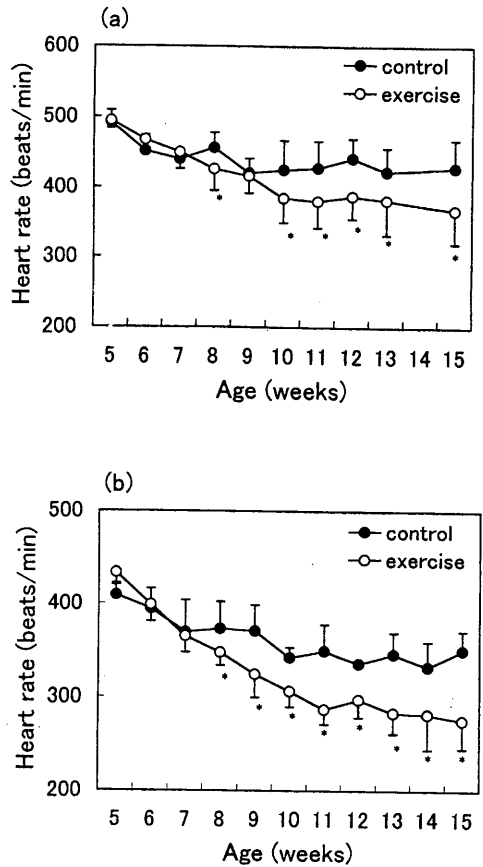 (a)
600
500
400
300
200
Heart rate (beats/min)
control
exercise
*
* * * * *
5 6 7 8 9 10 11 12 13 14 15
Age (weeks)
(b)
500
400
300
200
Heart rate (beats/min)
control
exercise
* * * * * * * *
5 6 7 8 9 10 11 12 13 14 15
Age (weeks)